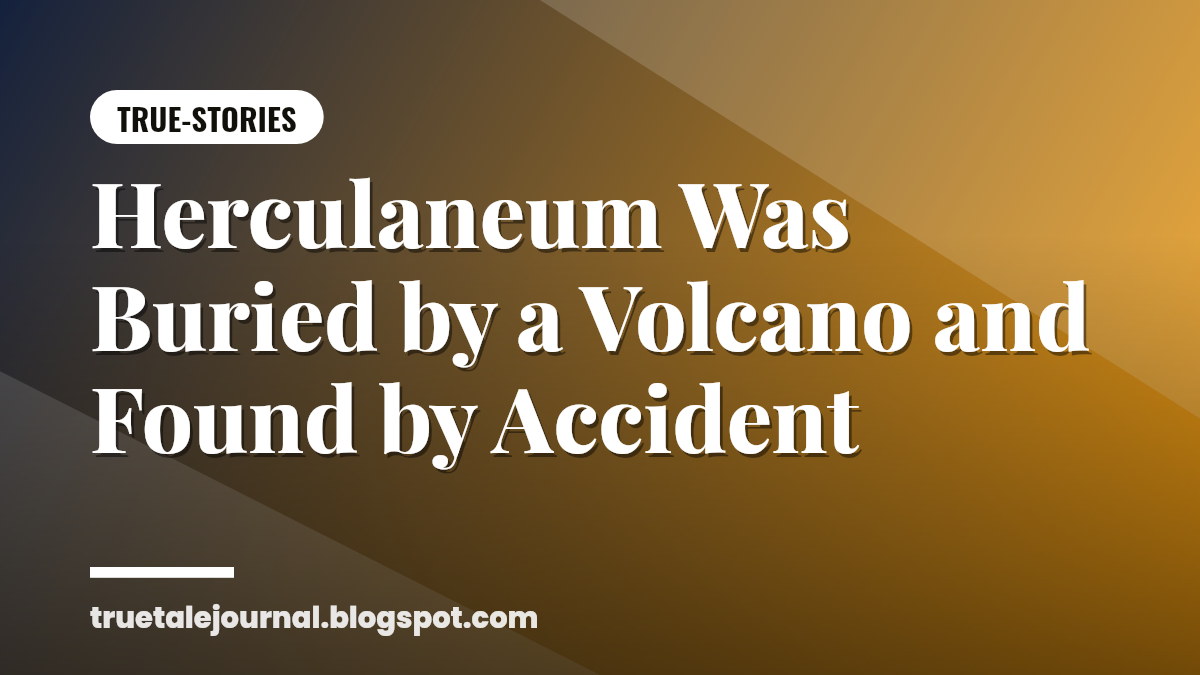 TRUE-STORIES
Herculaneum Was
Buried by a Volcano and
Found by Accident
truetalejournal.blogspot.com